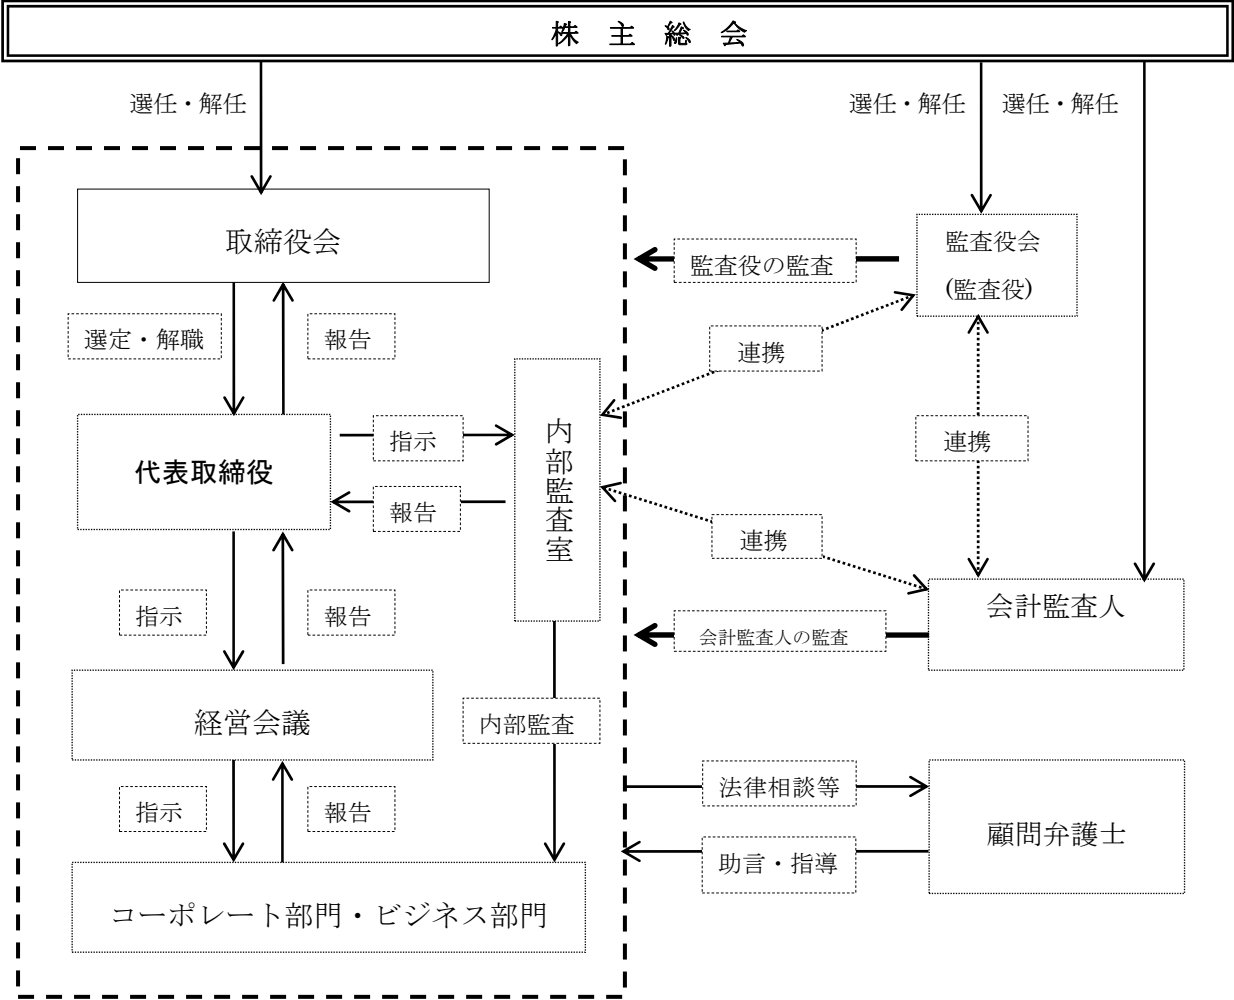 株 主 総 会
選任・解任
選任・解任
選任・解任
取締役会
監査役会
(監査役)
監査役の監査
選定・解職
報告
連携
内部監査室
代表取締役
指示
連携
報告
連携
指示
報告
会計監査人
会計監査人の監査
経営会議
内部監査
指示
報告
法律相談等
顧問弁護士
助言・指導
コーポレート部門・ビジネス部門